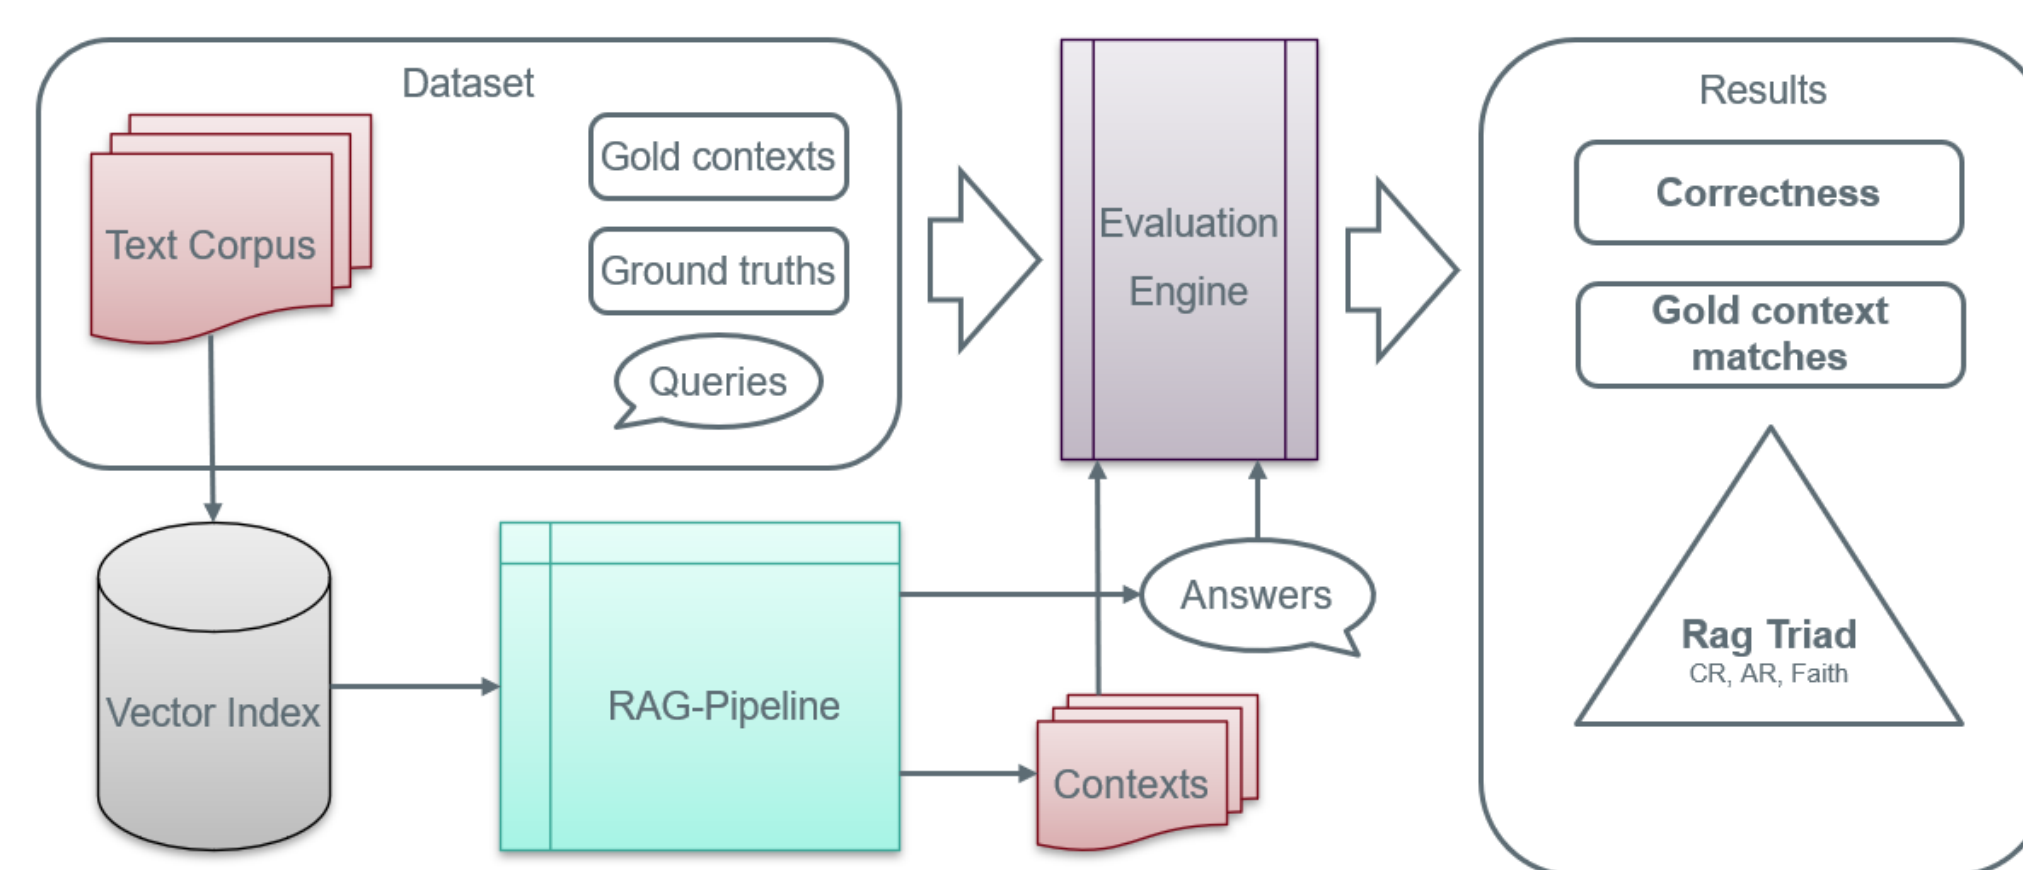 Dataset
Text Corpus
Gold contexts
Ground truths
Queries
Evaluation
Engine
Results
Correctness
Gold context
matches
Rag Triad
CR, AR, Faith
Vector Index
RAG-Pipeline
Answers
Contexts